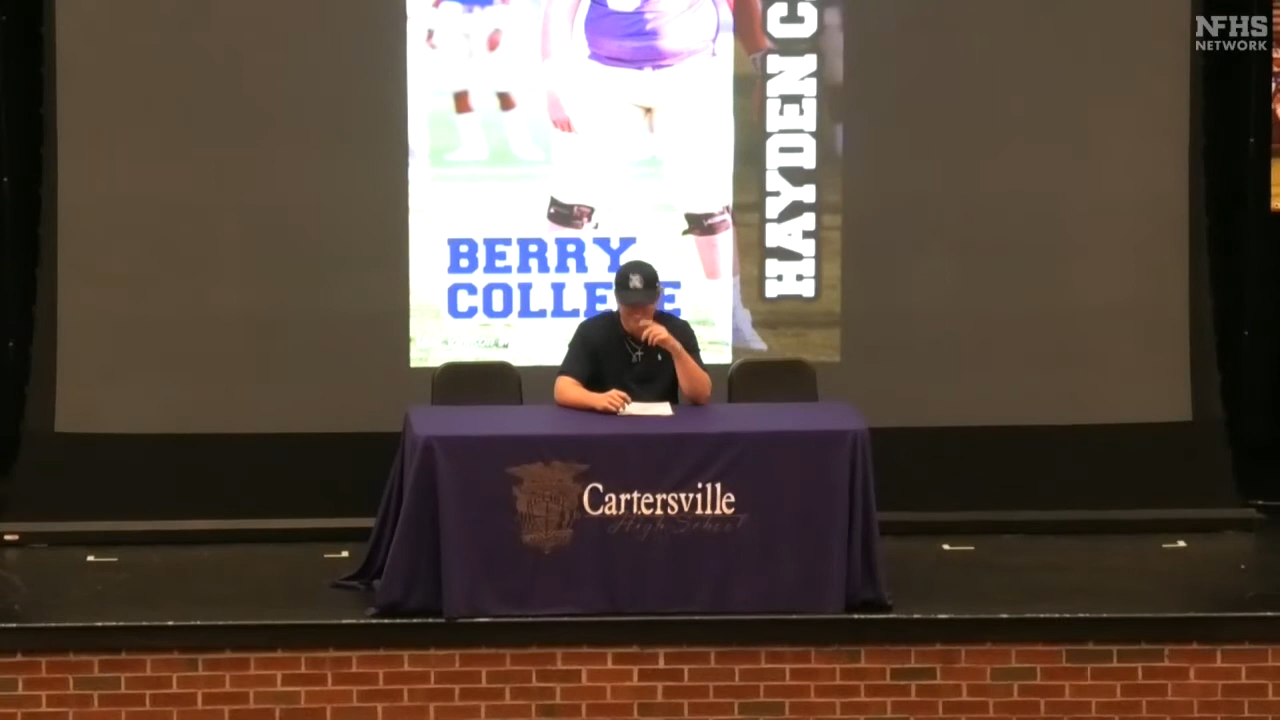 NFHS
NETWORK
HAYDEN C
BERRY
COLLEGE
Cartersville
High School